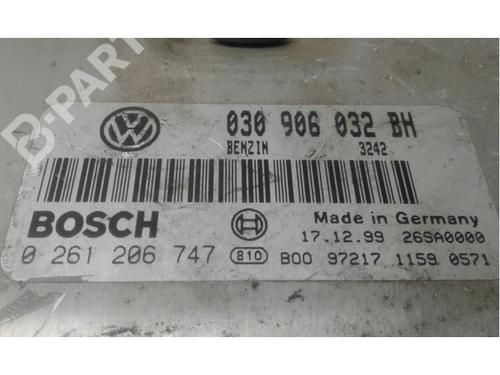 B-PARTS
030 906 032 BH
BENZIN 3242
BOSCH
Made in Germany
17.12.99 26SA0000
0 261 206 747 810 B00 97217 1159 0571